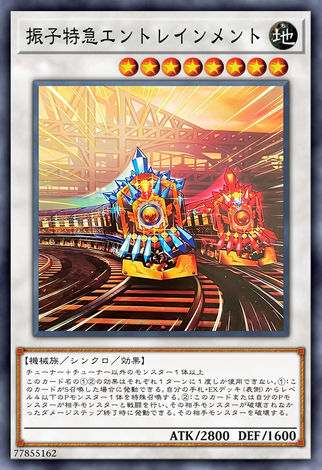 振子特急エントレインメント
地
【機械族／シンクロ／効果】
チューナー＋チューナー以外のモンスター１体以上
このカード名の①②の効果はそれぞれ１ターンに１度しか使用できない。①：こ
のカードがS召喚した場合に発動できる。自分の手札・EXデッキ(表側)からレベ
ル４以下のPモンスター１体を特殊召喚する。②：このカードまたは自分のPモ
ンスターが相手モンスターと戦闘を行い、その相手モンスターが破壊されなか
ったダメージステップ終了時に発動できる。その相手モンスターを破壊する。
ATK/2800 DEF/1600
77855162